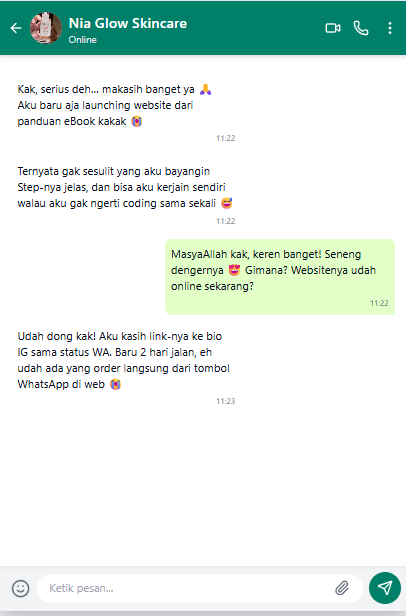 Nia Glow Skincare
Online
Kak, serius deh... makasih banget ya 🙏
Aku baru aja launching website dari
panduan eBook kakak 😭
11:22
Ternyata gak sesulit yang aku bayangin
Step-nya jelas, dan bisa aku kerjain sendiri
walau aku gak ngerti coding sama sekali 😅
11:22
MasyaAllah kak, keren banget! Seneng
dengernya 😍 Gimana? Websitenya udah
online sekarang?
11:22
Udah dong kak! Aku kasih link-nya ke bio
IG sama status WA. Baru 2 hari jalan, eh
udah ada yang order langsung dari tombol
WhatsApp di web 😭
11:23
Ketik pesan...